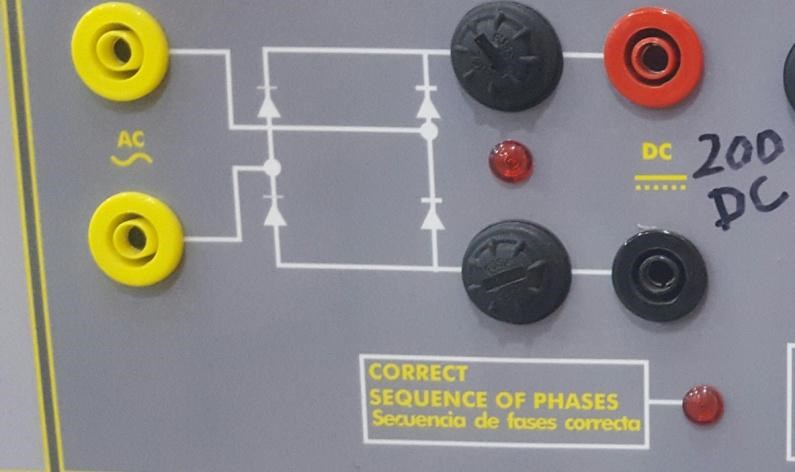 AC
DC
200
DC
CORRECT
SEQUENCE OF PHASES
Secuencia de fases correcta